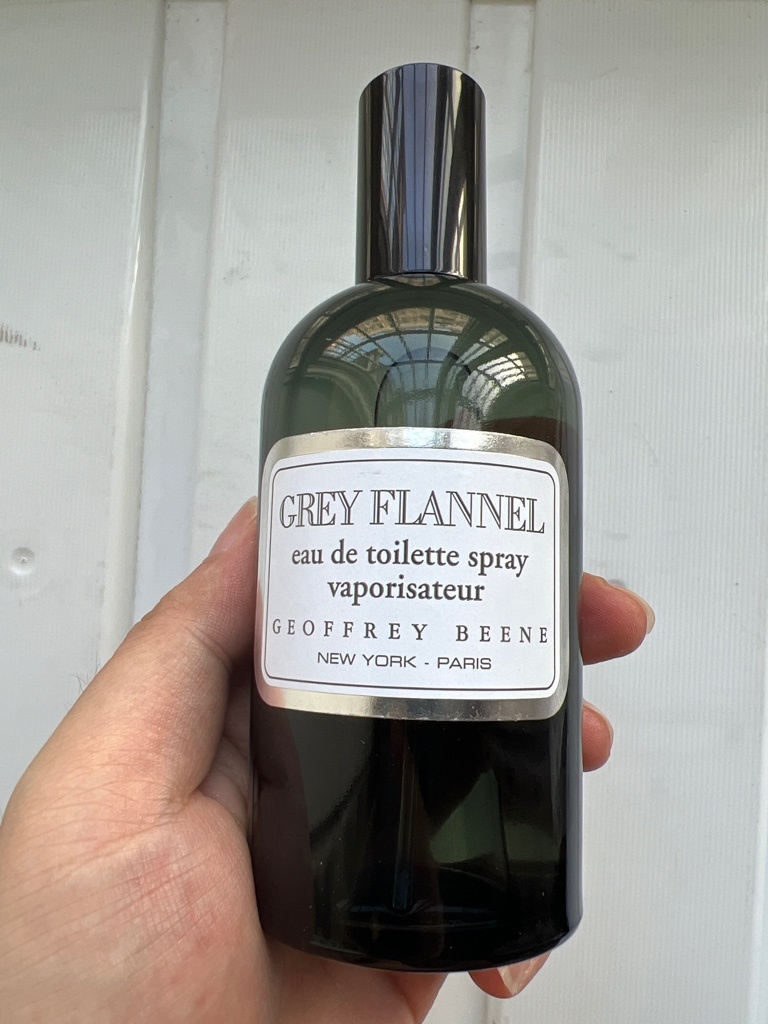 GREY FLANNEL
eau de toilette spray
vaporisateur
GEOFFREY BEENE
NEW YORK - PARIS